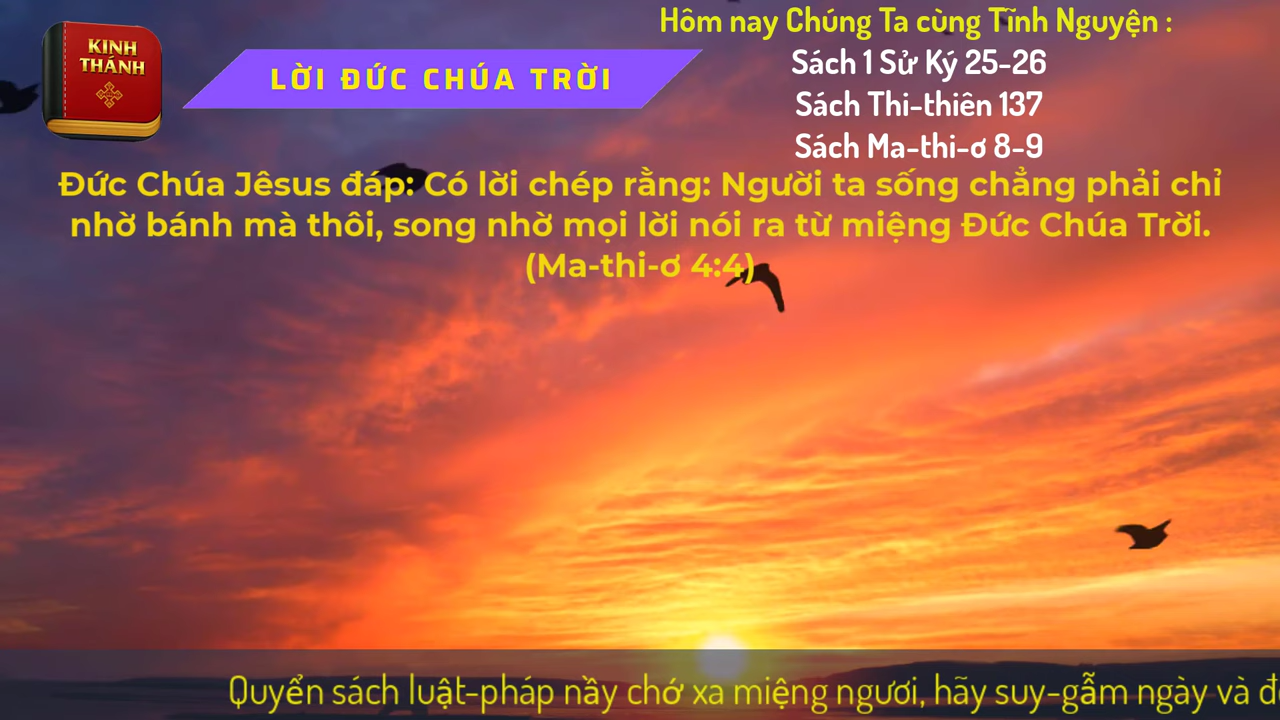 Hôm nay Chúng Ta cùng Tĩnh Nguyện :
Sách 1 Sử Ký 25-26
Sách Thi-thiên 137
Sách Ma-thi-ơ 8-9
KINH
THÁNH
LỜI ĐỨC CHÚA TRỜI
Đức Chúa Jêsus đáp: Có lời chép rằng: Người ta sống chẳng phải chỉ
nhờ bánh mà thôi, song nhờ mọi lời nói ra từ miệng Đức Chúa Trời.
(Ma-thi-ơ 4:4)
Quyển sách luật-pháp nầy chớ xa miệng ngươi, hãy suy-gẫm ngày và